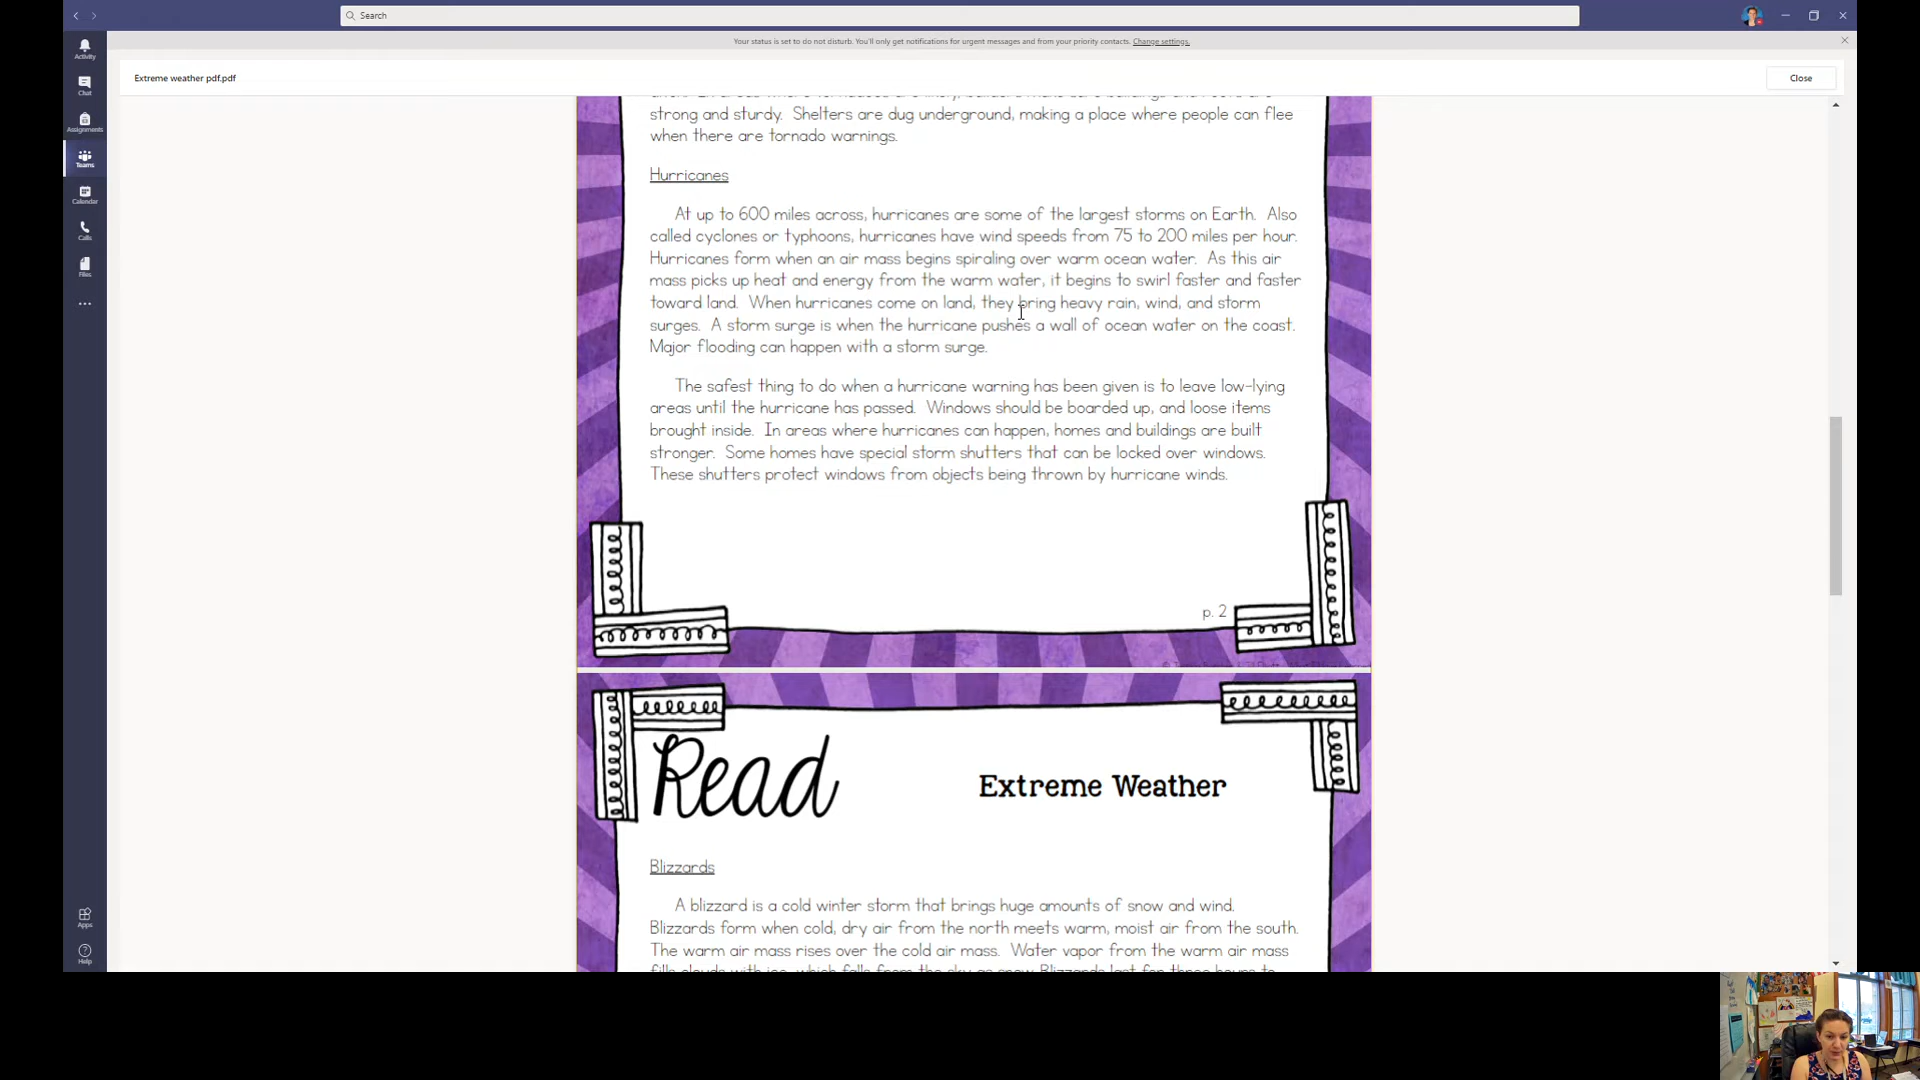 Search
Your status is set to do not disturb. You'll only get notifications for urgent messages and from your priority contacts. Change settings.
Activity
Chat
Assignments
Teams
Calendar
Calls
Files
Apps
Help
Extreme weather pdf.pdf
Close
strong and sturdy. Shelters are dug underground, making a place where people can flee
when there are tornado warnings.
Hurricanes
At up to 600 miles across, hurricanes are some of the largest storms on Earth. Also
called cyclones or typhoons, hurricanes have wind speeds from 75 to 200 miles per hour.
Hurricanes form when an air mass begins spiraling over warm ocean water. As this air
mass picks up heat and energy from the warm water, it begins to swirl faster and faster
toward land. When hurricanes come on land, they bring heavy rain, wind, and storm
surges. A storm surge is when the hurricane pushes a wall of ocean water on the coast.
Major flooding can happen with a storm surge.
The safest thing to do when a hurricane warning has been given is to leave low-lying
areas until the hurricane has passed. Windows should be boarded up, and loose items
brought inside. In areas where hurricanes can happen, homes and buildings are built
stronger. Some homes have special storm shutters that can be locked over windows.
These shutters protect windows from objects being thrown by hurricane winds.
p. 2
Read
Extreme Weather
Blizzards
A blizzard is a cold winter storm that brings huge amounts of snow and wind.
Blizzards form when cold, dry air from the north meets warm, moist air from the south.
The warm air mass rises over the cold air mass. Water vapor from the warm air mass